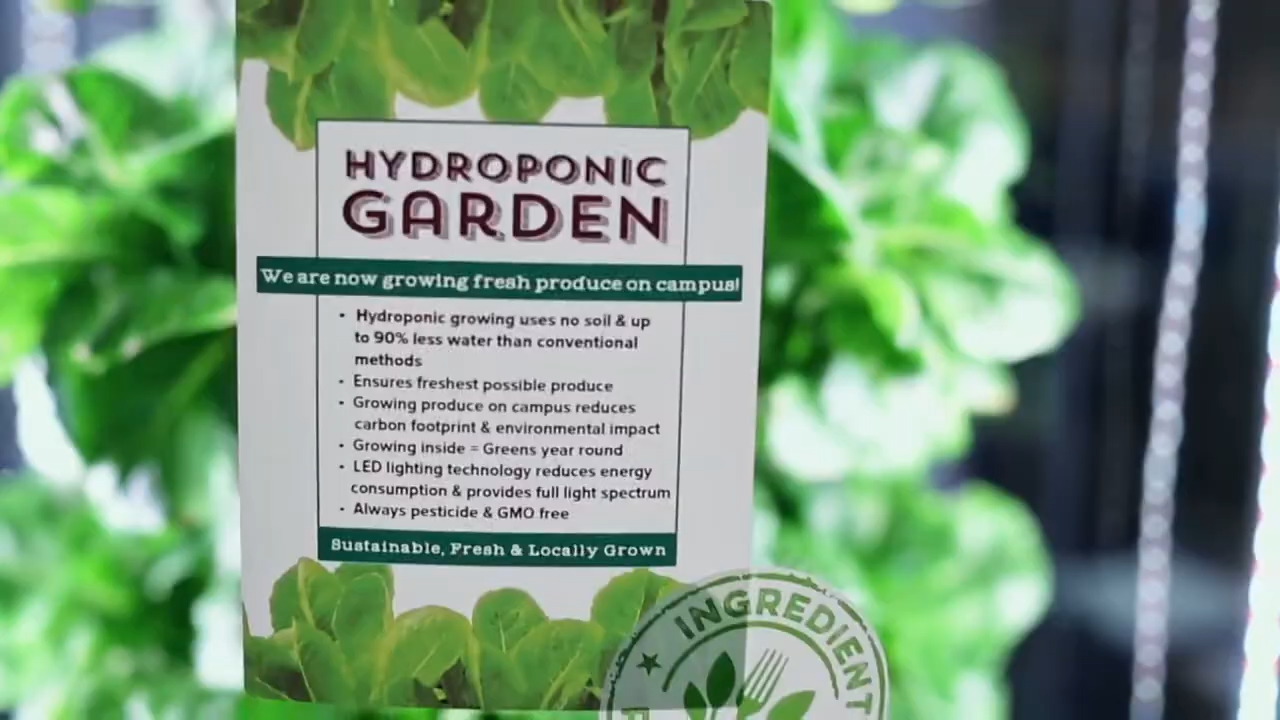 HYDROPONIC
GARDEN
We are now growing fresh produce on campus!
• Hydroponic growing uses no soil & up
to 90% less water than conventional
methods
• Ensures freshest possible produce
• Growing produce on campus reduces
carbon footprint & environmental impact
• Growing inside = Greens year round
• LED lighting technology reduces energy
consumption & provides full light spectrum
• Always pesticide & GMO free
Sustainable, Fresh & Locally Grown
INGREDIENT